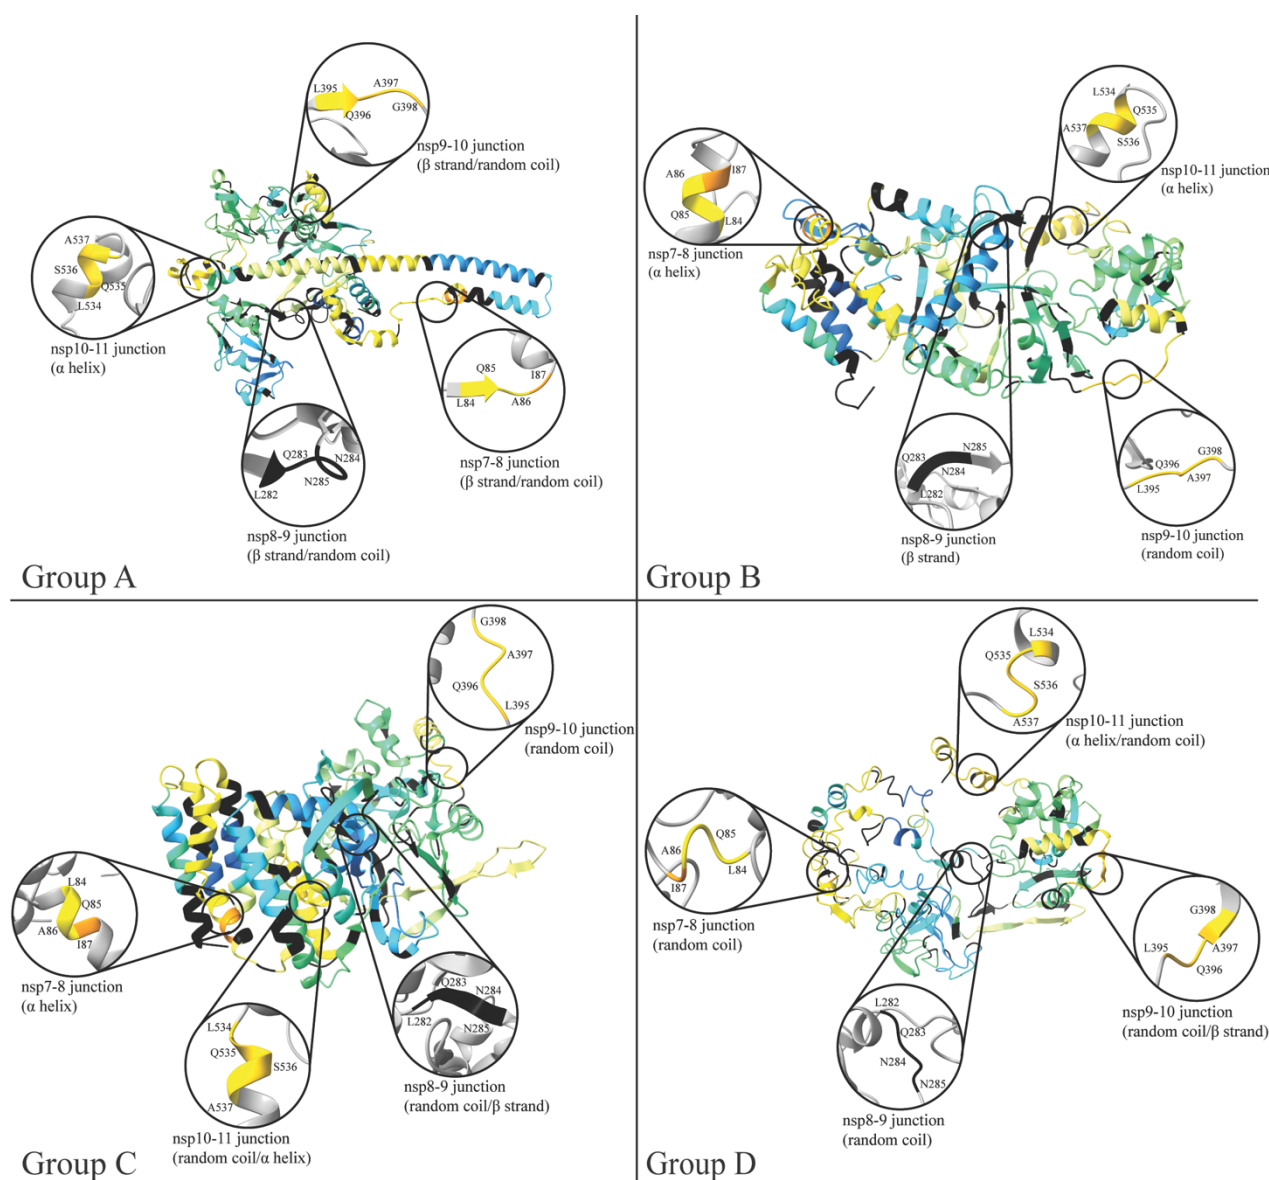 L395
A397
Q396
G398
nsp9-10 junction
(β strand/random coil)
A537
S536
Q535
L534
nsp10-11 junction
(α helix)
Q85
I87
L84
A86
nsp7-8 junction
(β strand/random coil)
Q283
N284
N285
L282
nsp8-9 junction
(β strand/random coil)
Group A
L534
Q535
A537
S536
nsp10-11 junction
(α helix)
A86
I87
Q85
L84
nsp7-8 junction
(α helix)
Q283
N285
N284
L282
nsp8-9 junction
(β strand)
G398
Q396
A397
L395
nsp9-10 junction
(random coil)
Group B
G398
A397
Q396
L395
nsp9-10 junction
(random coil)
L84
Q85
A86
I87
nsp7-8 junction
(α helix)
Q283
N284
L282
N285
nsp8-9 junction
(random coil/β strand)
L534
Q535
S536
A537
nsp10-11 junction
(random coil/α helix)
Group C
L534
Q535
S536
A537
nsp10-11 junction
(α helix/random coil)
Q85
A86
L84
I87
nsp7-8 junction
(random coil)
G398
L395
A397
Q396
nsp9-10 junction
(random coil/β strand)
L282
Q283
N284
N285
nsp8-9 junction
(random coil)
Group D